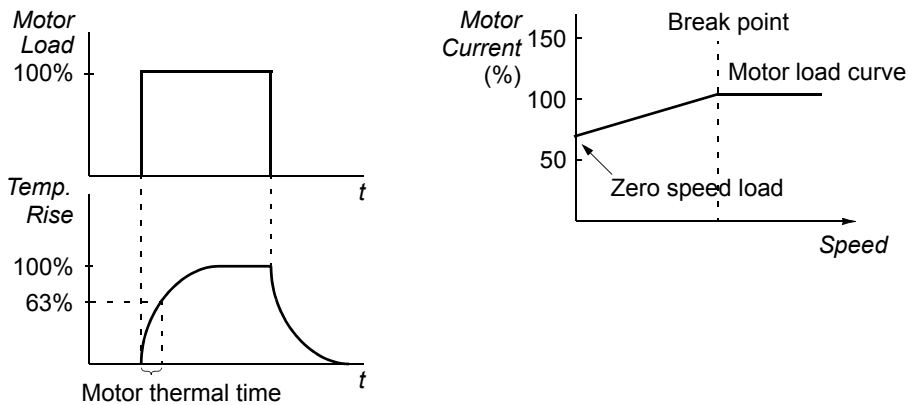 Motor
Load
100%
t
Temp.
Rise
100%
63%
t
Motor thermal time
Motor
Current
(%)
150
100
50
Break point
Motor load curve
Zero speed load
Speed